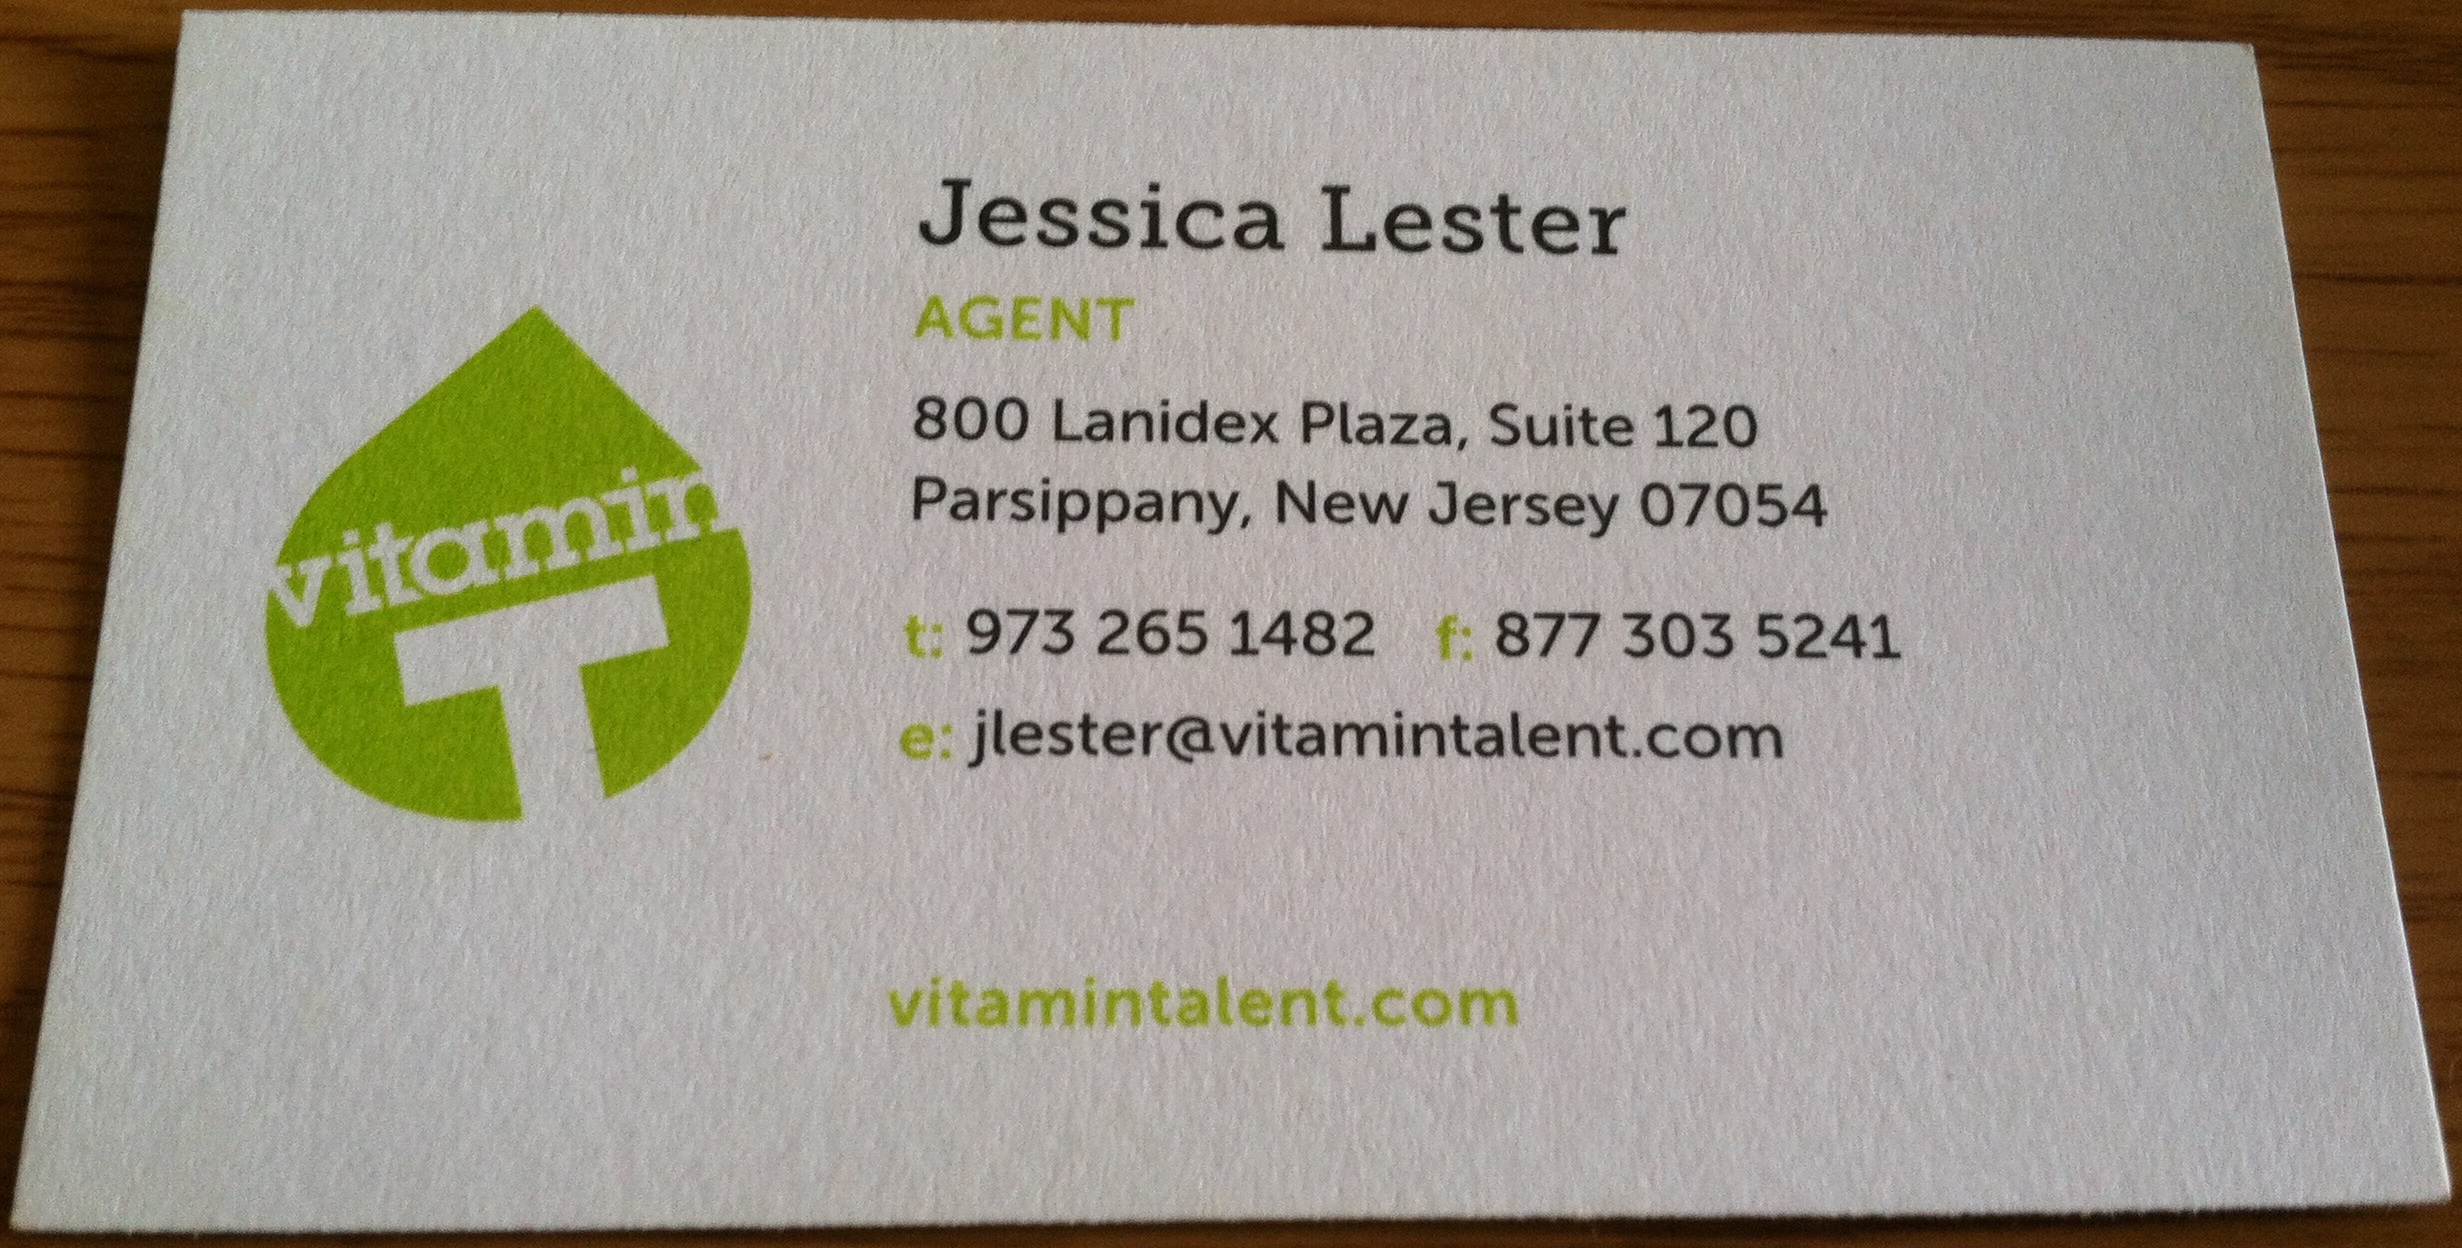 Jessica Lester
AGENT
800 Lanidex Plaza, Suite 120
Parsippany, New Jersey 07054
t: 973 265 1482 f: 877 303 5241
e: jlester@vitamintalent.com
vitamintalent.com
vitamin
T